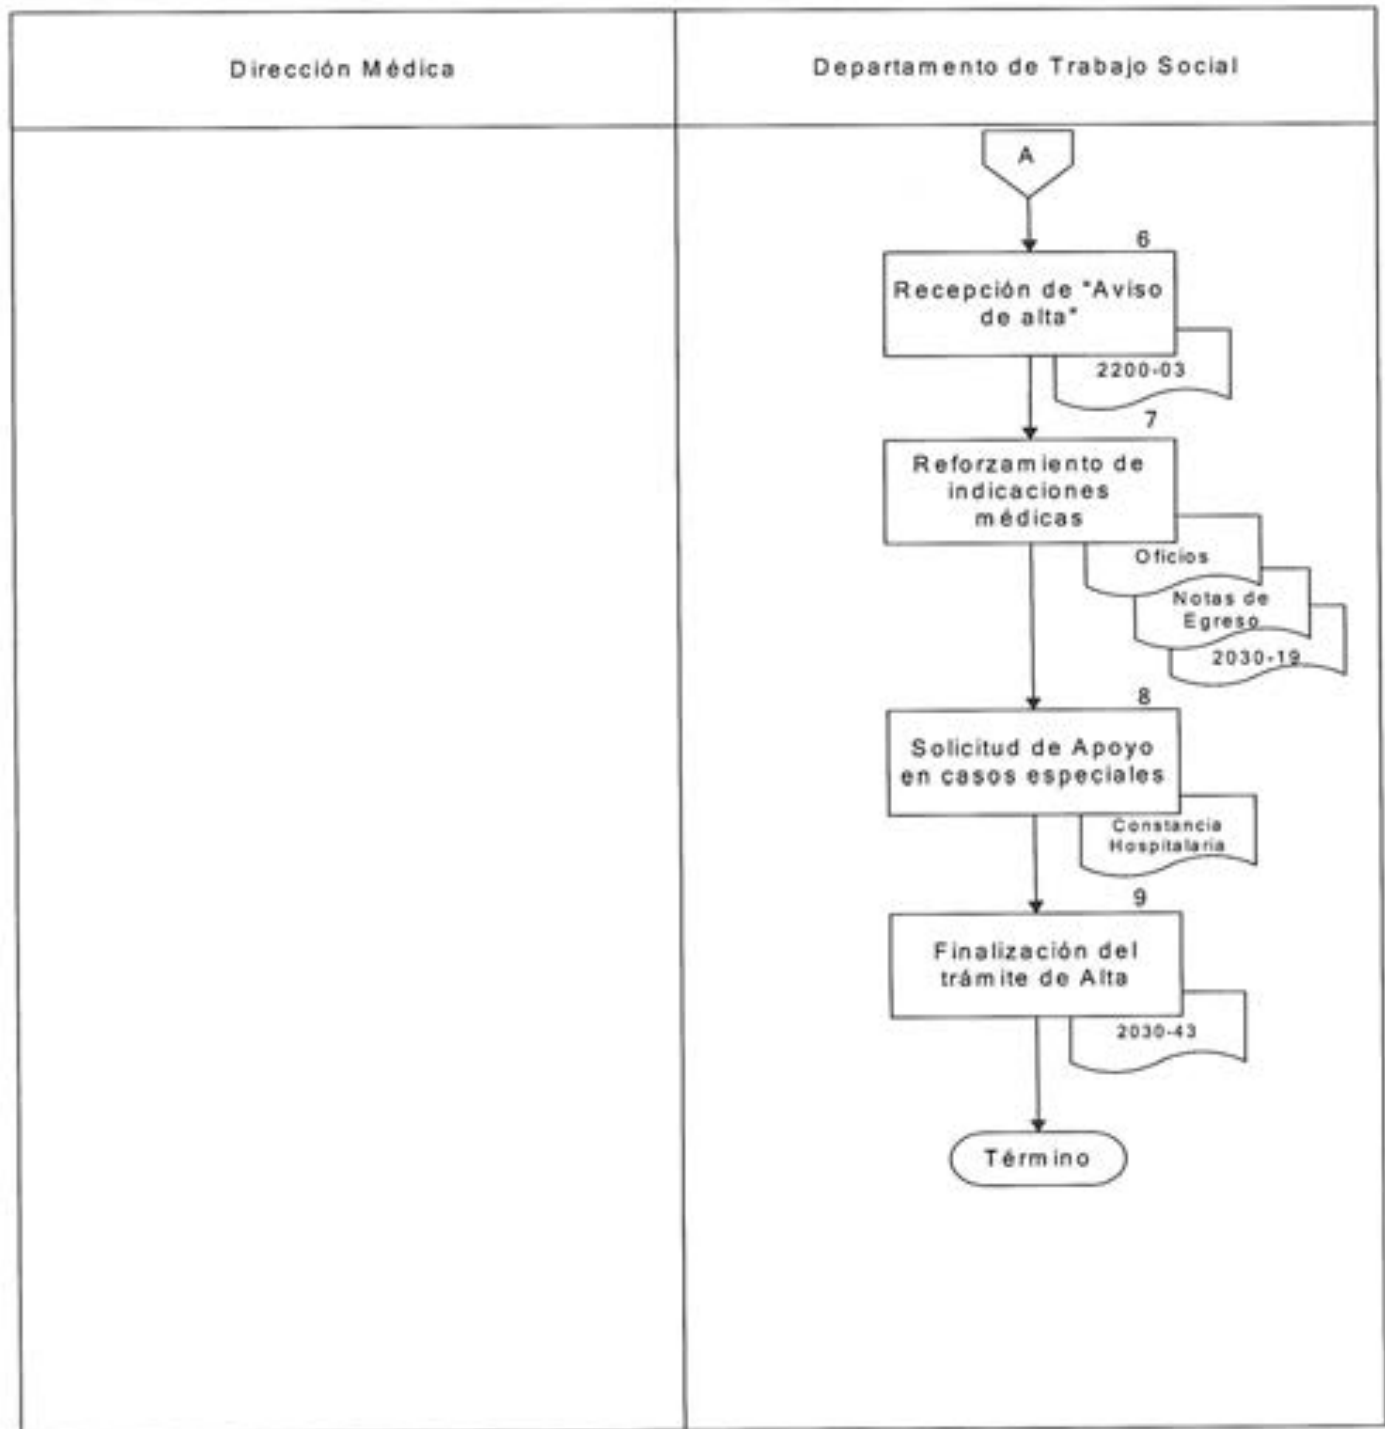 Dirección Médica
Departamento de Trabajo Social
A
6
Recepción de "Aviso
de alta"
2200-03
7
Reforzamiento de
indicaciones
médicas
Oficios
Notas de
Egreso
2030-19
8
Solicitud de Apoyo
en casos especiales
Constancia
Hospitalaria
9
Finalización del
trámite de Alta
2030-43
Término